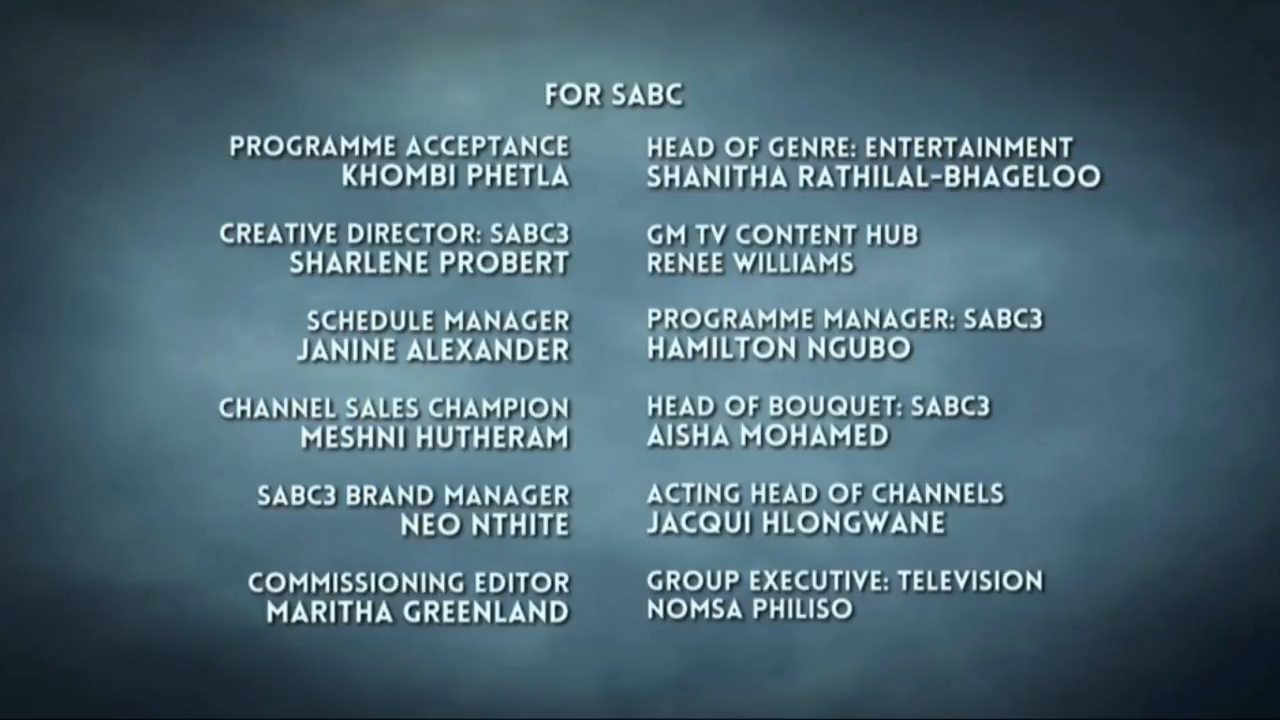 FOR SABC
PROGRAMME ACCEPTANCE
KHOMBI PHETLA
CREATIVE DIRECTOR: SABC3
SHARLENE PROBERT
SCHEDULE MANAGER
JANINE ALEXANDER
CHANNEL SALES CHAMPION
MESHNI HUTHERAM
SABC3 BRAND MANAGER
NEO NTHITE
COMMISSIONING EDITOR
MARITHA GREENLAND
HEAD OF GENRE: ENTERTAINMENT
SHANITHA RATHILAL-BHAGELOO
GM TV CONTENT HUB
RENEE WILLIAMS
PROGRAMME MANAGER: SABC3
HAMILTON NGUBO
HEAD OF BOUQUET: SABC3
AISHA MOHAMED
ACTING HEAD OF CHANNELS
JACQUI HLONGWANE
GROUP EXECUTIVE: TELEVISION
NOMSA PHILISO